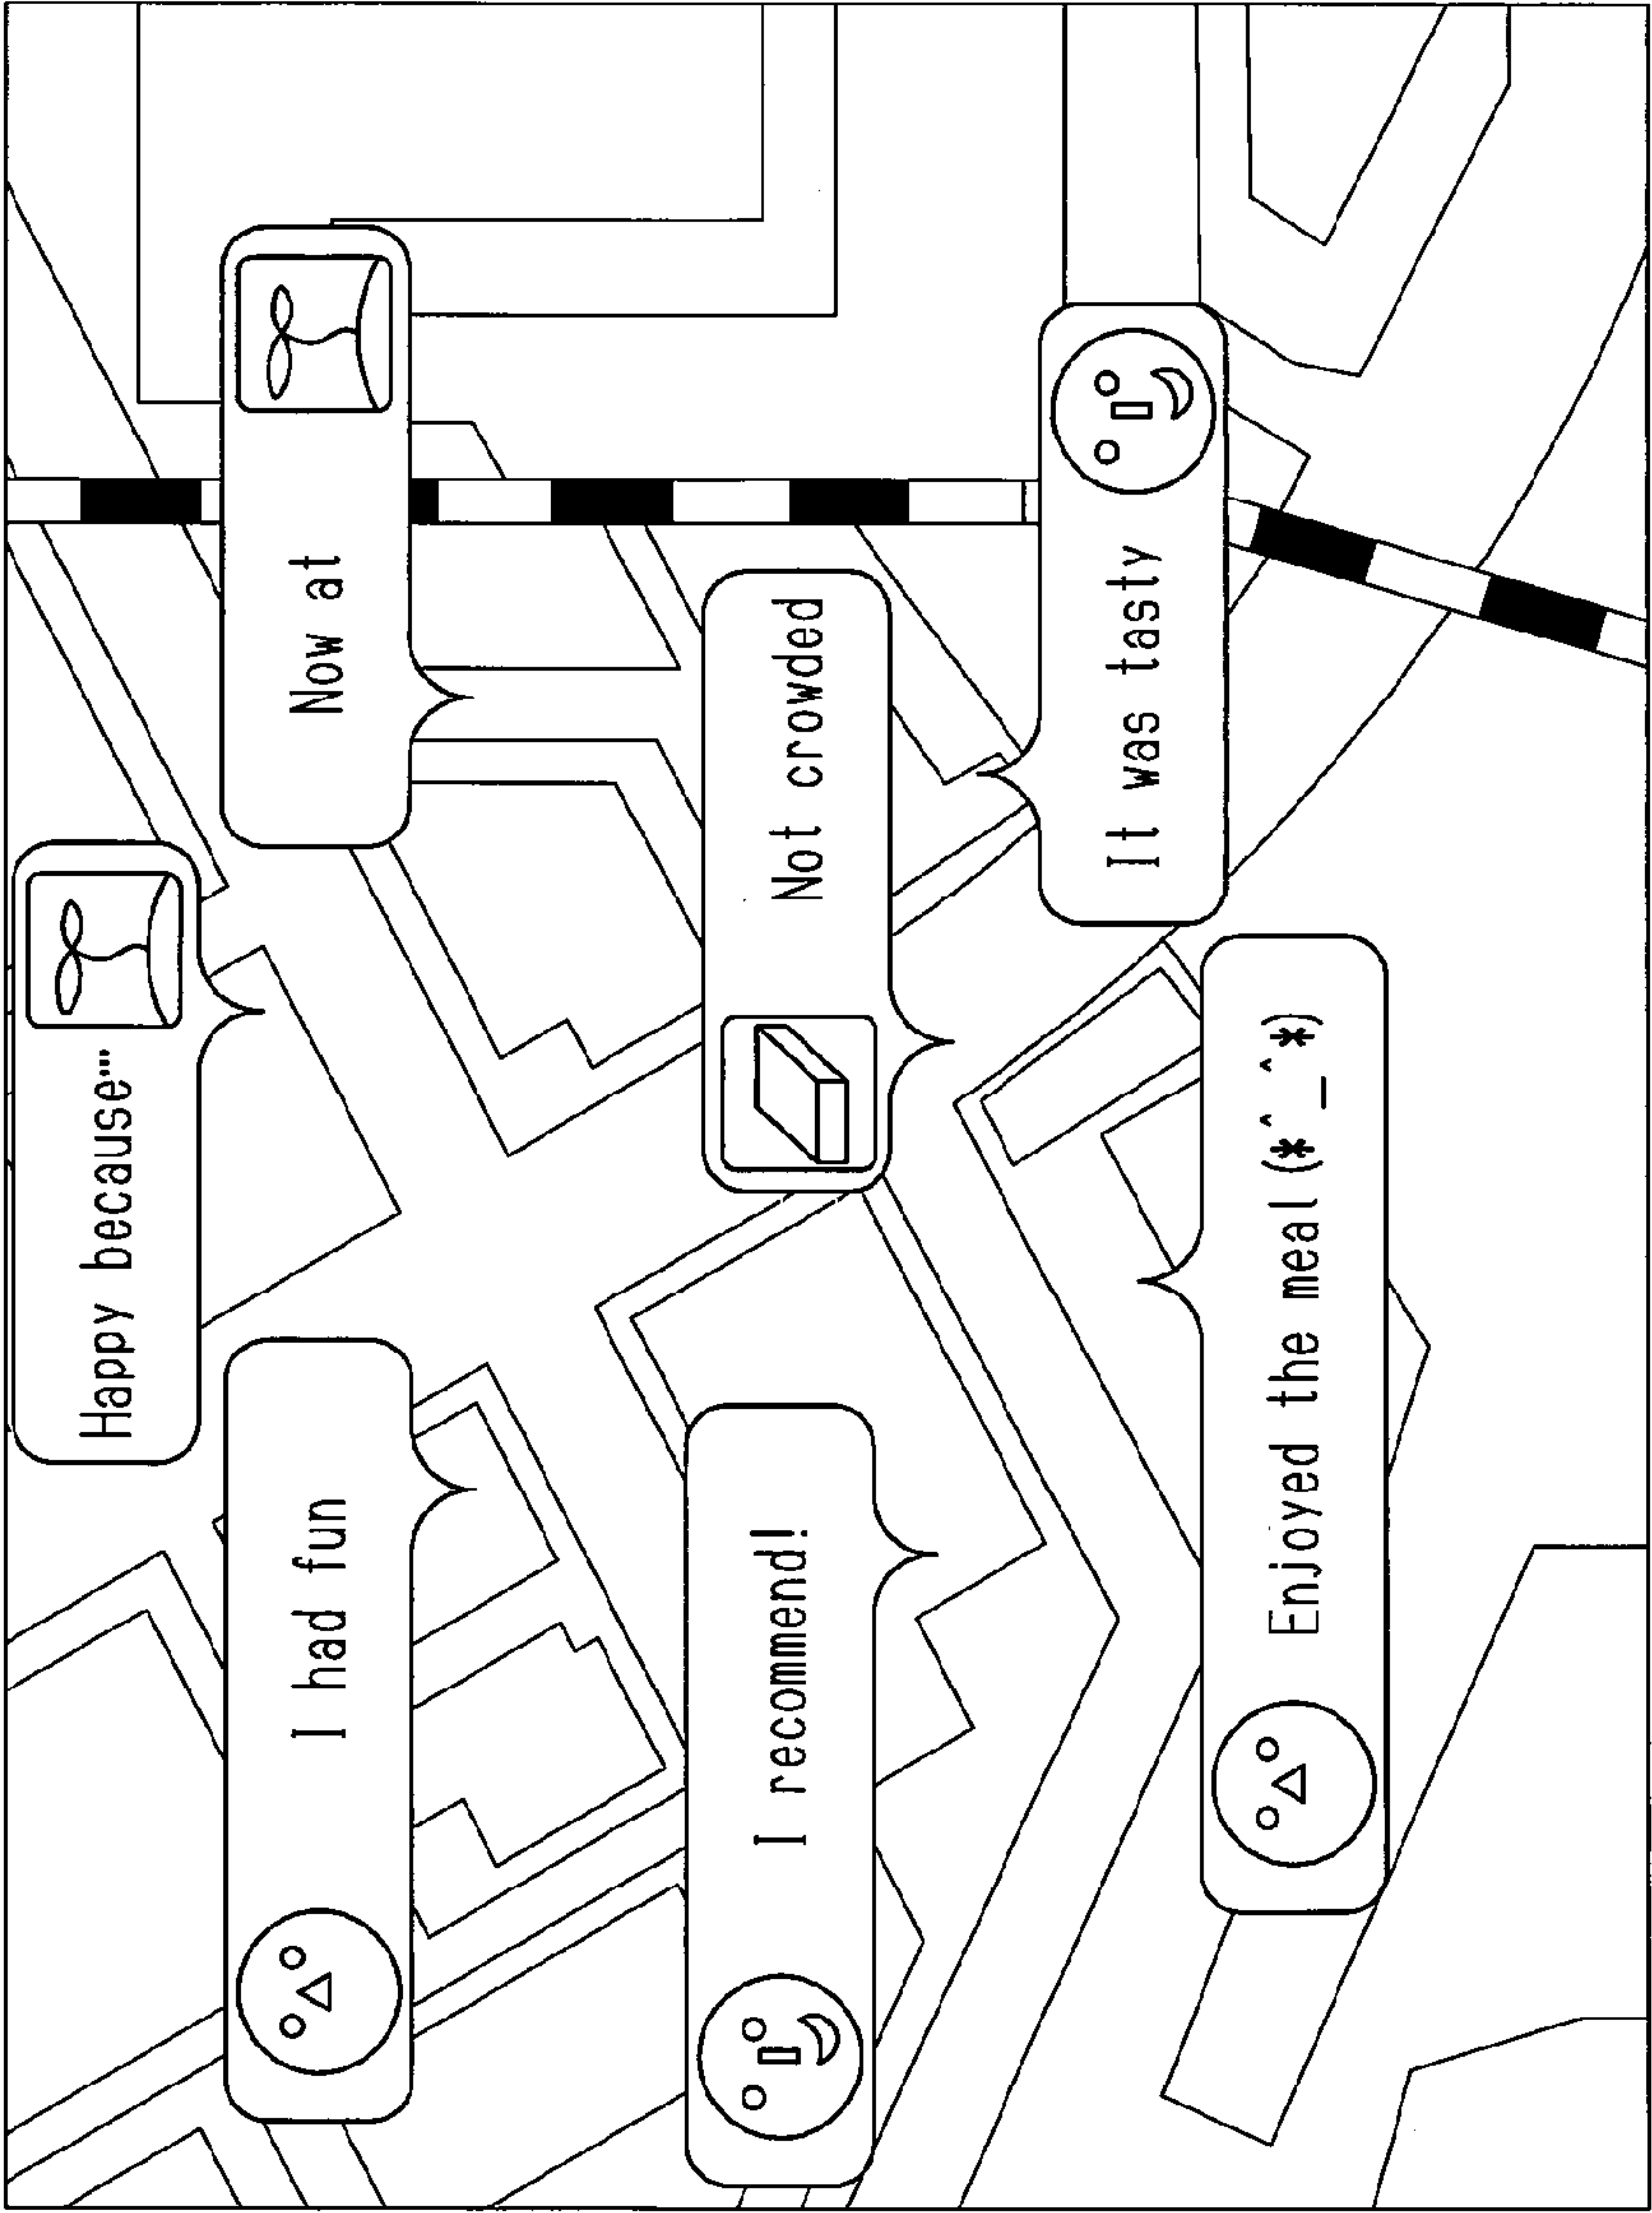 Happy because…
Now at
I had fun
Not crowded
I recommend!
It was tasty
Enjoyed the meal(*^_^*)